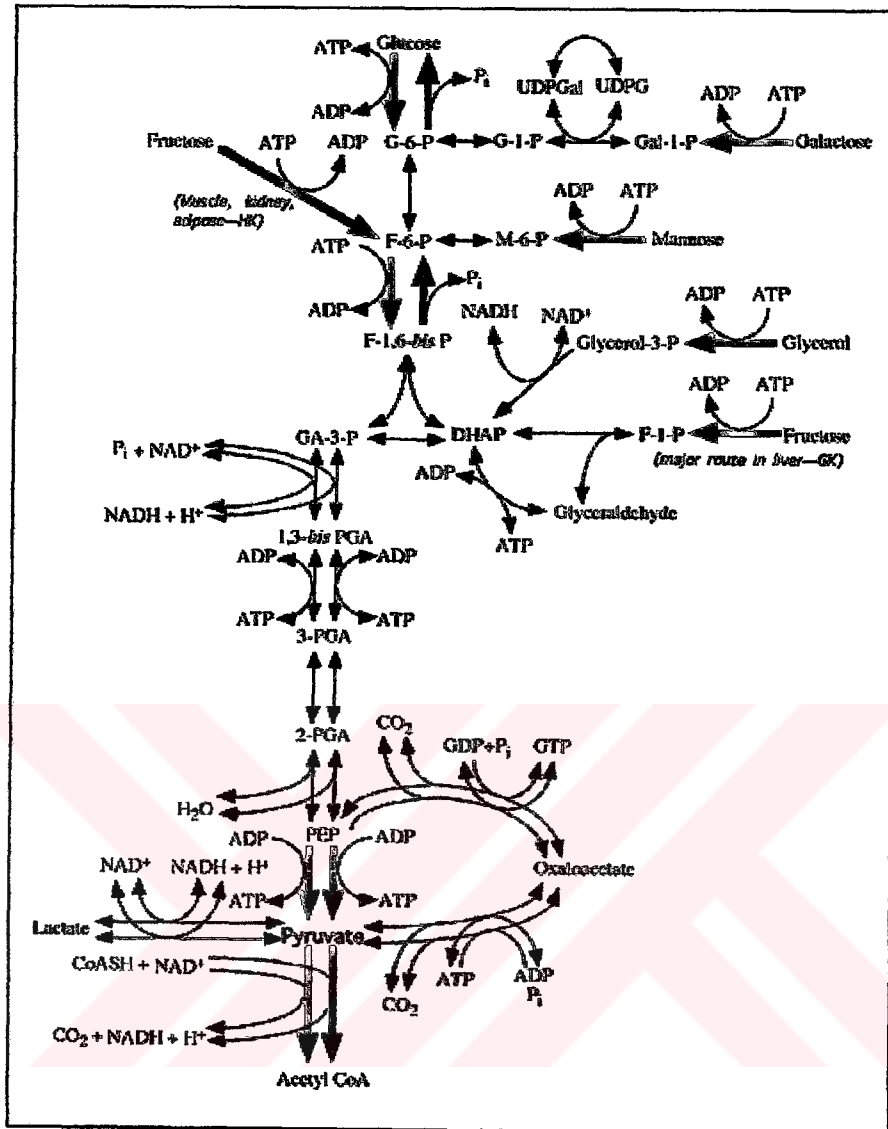 ATP Glucose
Pi UDPGal UDPG
ADP ADP ATP
Fructose ATP ADP G-6-P G-1-P Gal-1-P Galactose
(Muscle, kidney,
adipose—HK)
ADP ATP
ATP F-6-P M-6-P Mannose
Pi
ADP NADH NAD+ ADP ATP
F-1,6-bis P Glycerol-3-P Glycerol
ADP ATP
GA-3-P DHAP F-1-P Fructose
Pi + NAD+ (major route in liver—GK)
ADP
NADH + H+ Glyceraldehyde
1,3-bis PGA ATP
ADP ADP
ATP ATP
3-PGA
2-PGA CO2 GDP+Pi GTP
H2O
ADP PEP ADP
NAD+ NADH + H+ Oxaloacetate
ATP ATP
Lactate Pyruvate
CoASH + NAD+ ATP ADP
CO2 Pi
CO2 + NADH + H+
Acetyl CoA